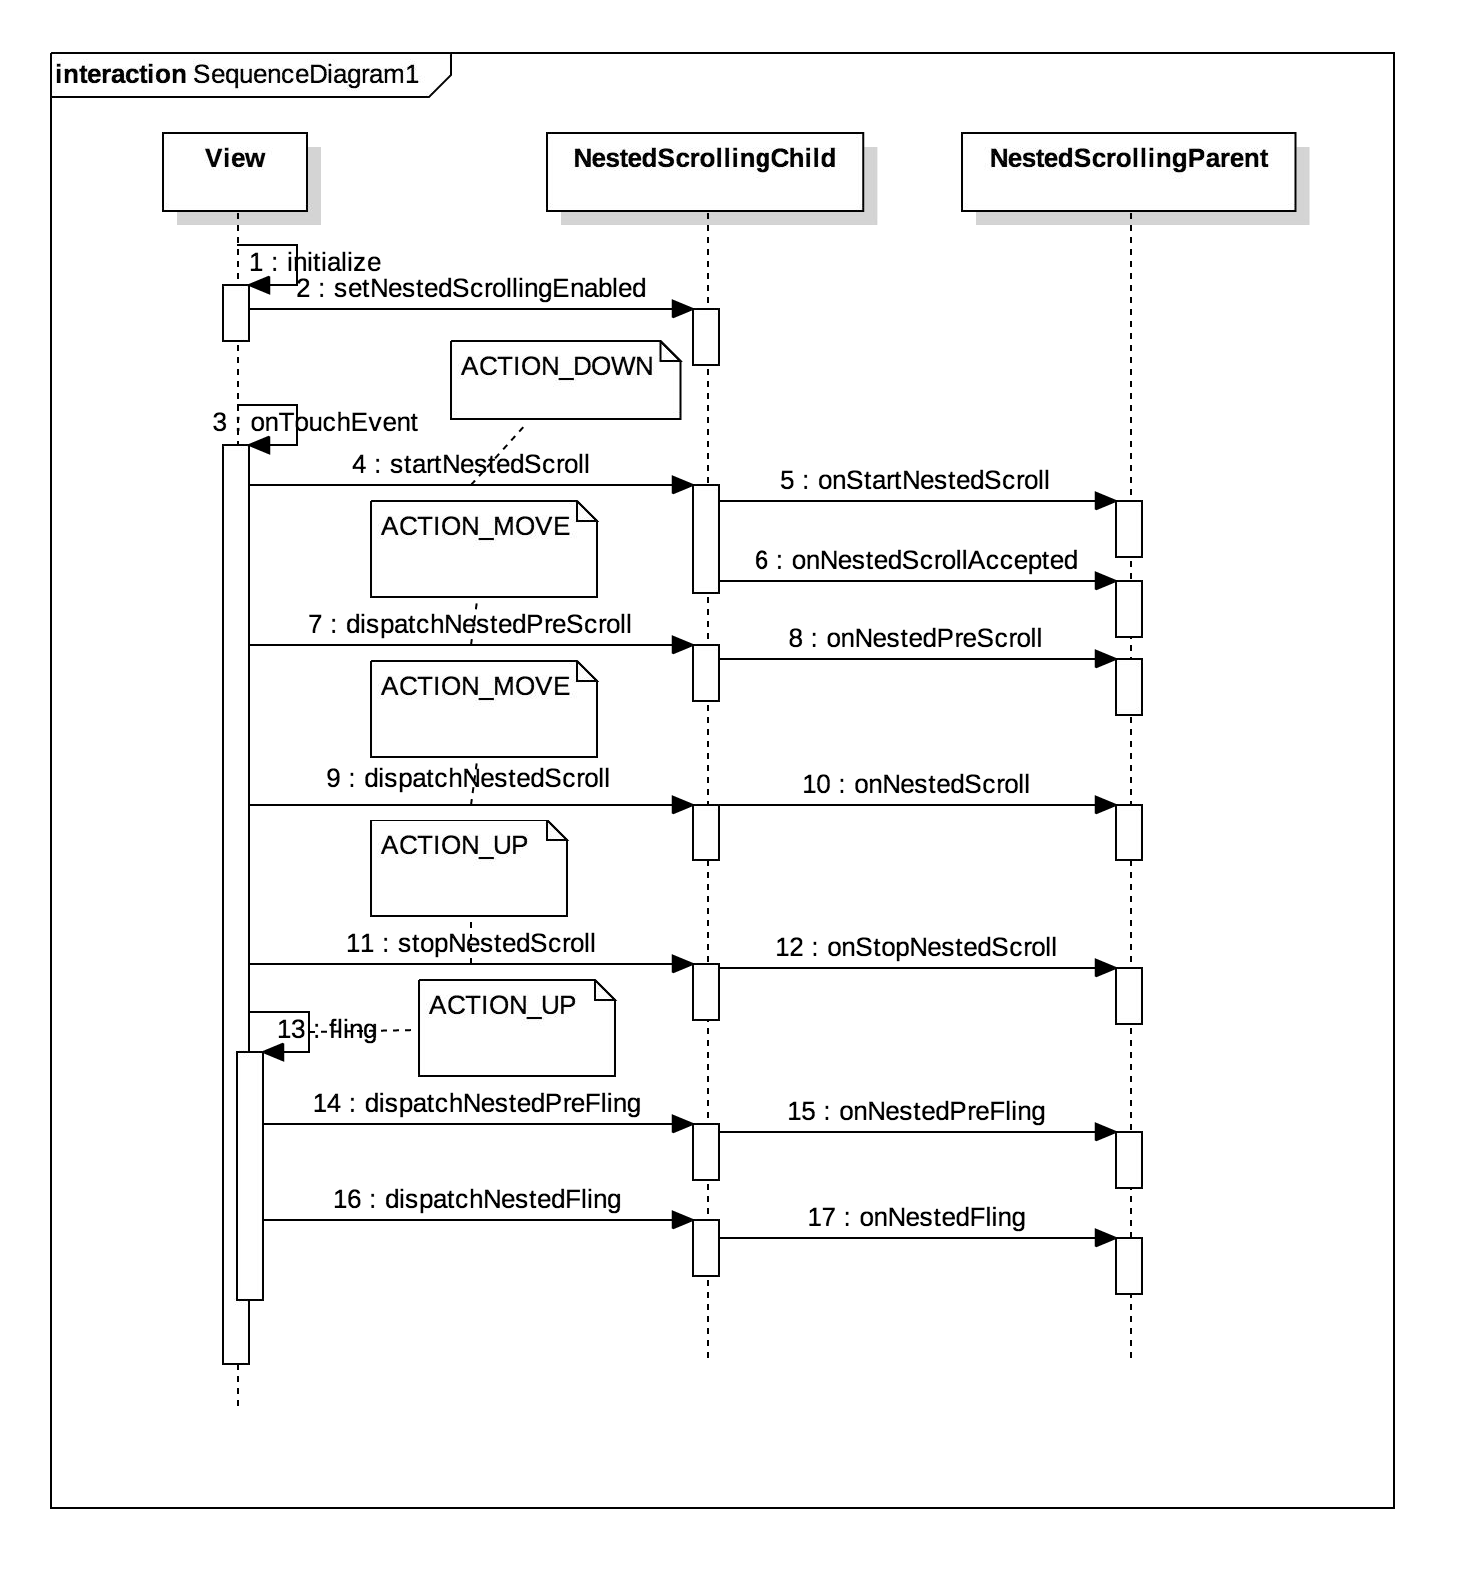 interaction SequenceDiagram1
View
NestedScrollingChild
NestedScrollingParent
1 : initialize
2 : setNestedScrollingEnabled
ACTION_DOWN
3 : onTouchEvent
4 : startNestedScroll
5 : onStartNestedScroll
ACTION_MOVE
6 : onNestedScrollAccepted
7 : dispatchNestedPreScroll
8 : onNestedPreScroll
ACTION_MOVE
9 : dispatchNestedScroll
10 : onNestedScroll
ACTION_UP
11 : stopNestedScroll
12 : onStopNestedScroll
ACTION_UP
13 : fling
14 : dispatchNestedPreFling
15 : onNestedPreFling
16 : dispatchNestedFling
17 : onNestedFling